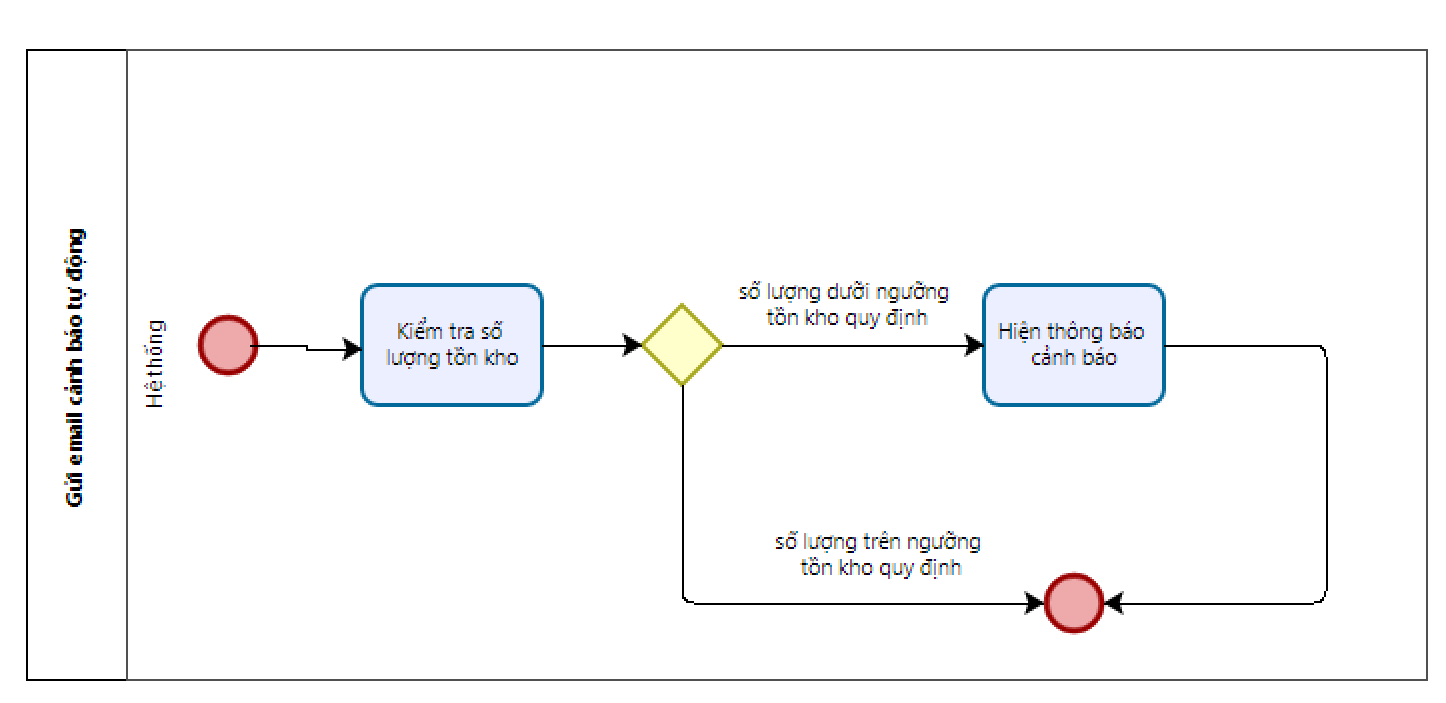 Gửi email cảnh báo tự động
Hệ thống
Kiểm tra số
lượng tồn kho
số lượng dưỡi ngưỡng
tồn kho quy định
Hiện thông báo
cảnh báo
số lượng trên ngưỡng
tồn kho quy định